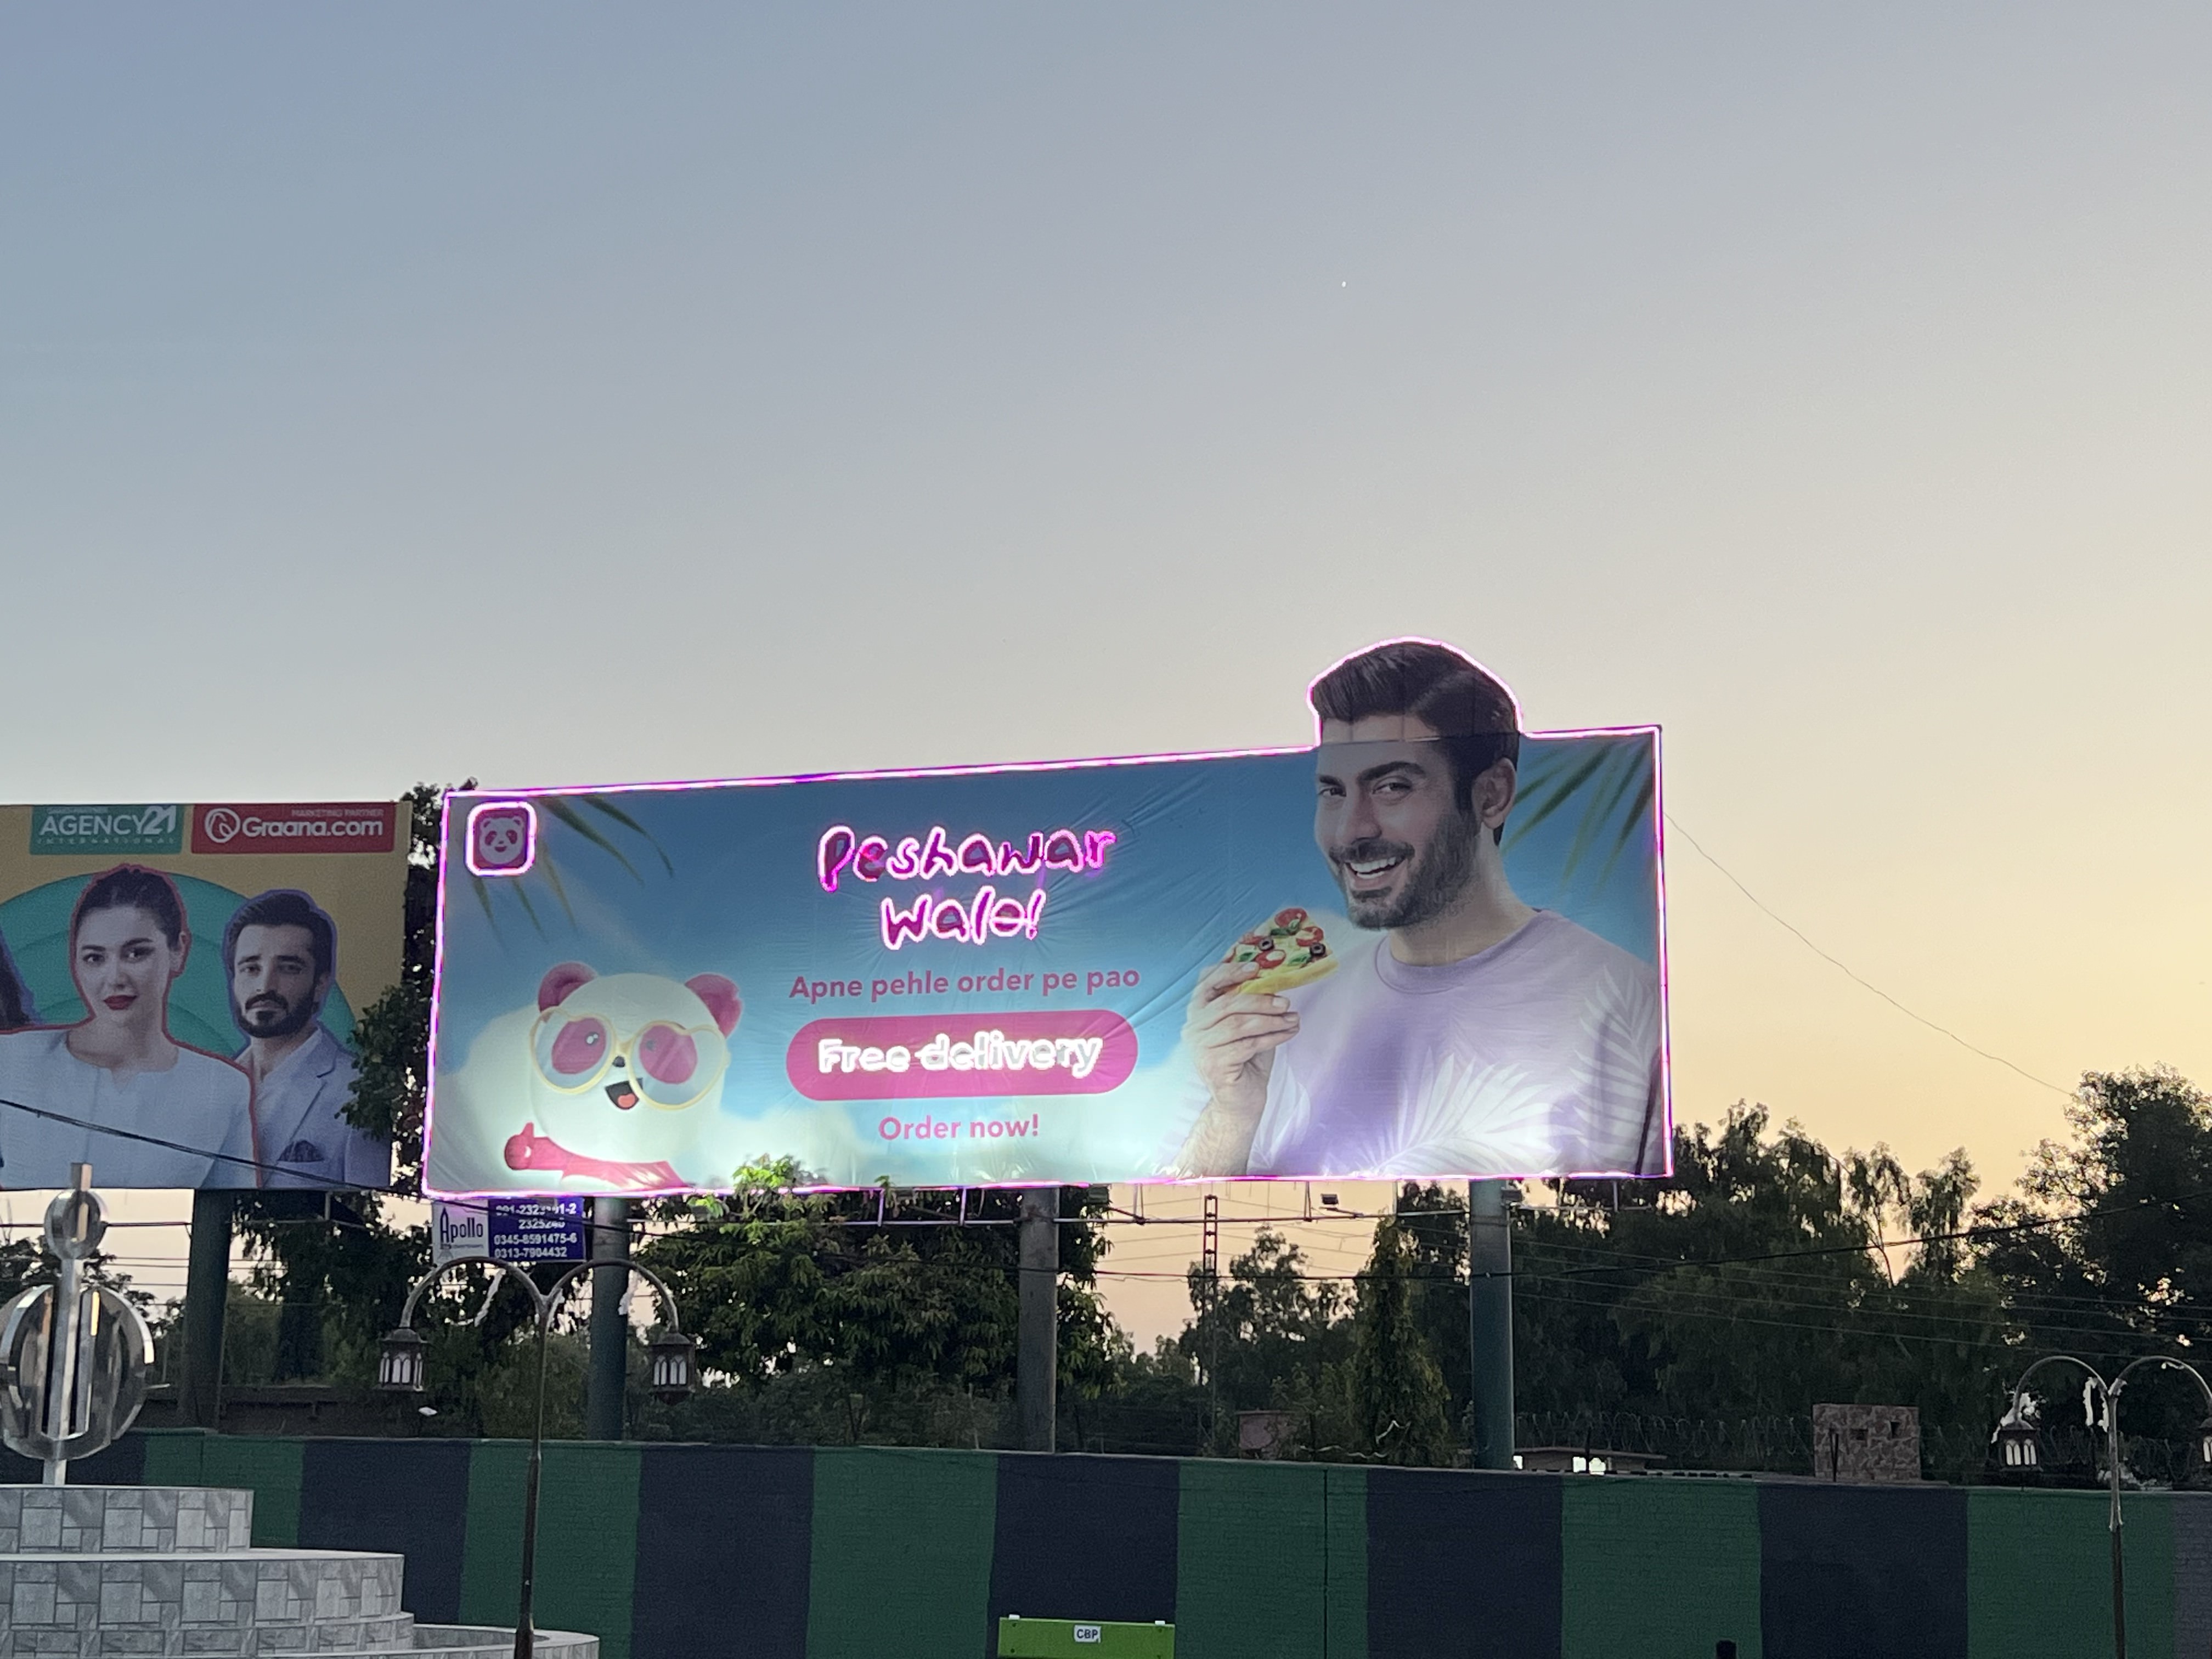 AGENCY21
INTERNATIONAL
MARKETING PARTNER
Graana.com
Peshawar
Walo!
Apne pehle order pe pao
Free delivery
Order now!
Apollo
2325240
0345-8591475-6
0313-7904432
CBP